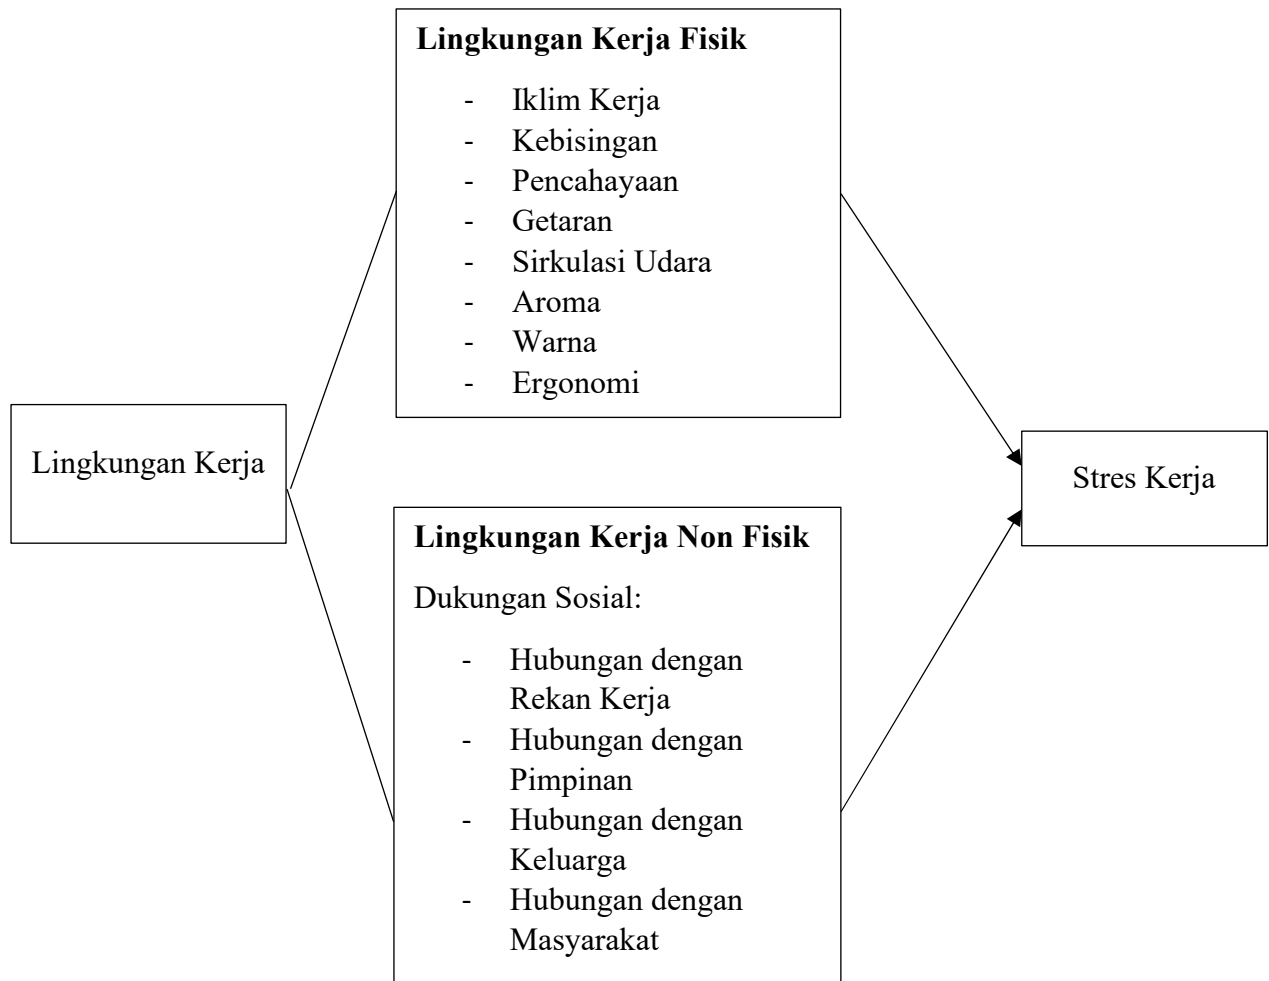 Lingkungan Kerja Fisik
- Iklim Kerja
- Kebisingan
- Pencahayaan
- Getaran
- Sirkulasi Udara
- Aroma
- Warna
- Ergonomi
Lingkungan Kerja
Stres Kerja
Lingkungan Kerja Non Fisik
Dukungan Sosial:
- Hubungan dengan
Rekan Kerja
- Hubungan dengan
Pimpinan
- Hubungan dengan
Keluarga
- Hubungan dengan
Masyarakat